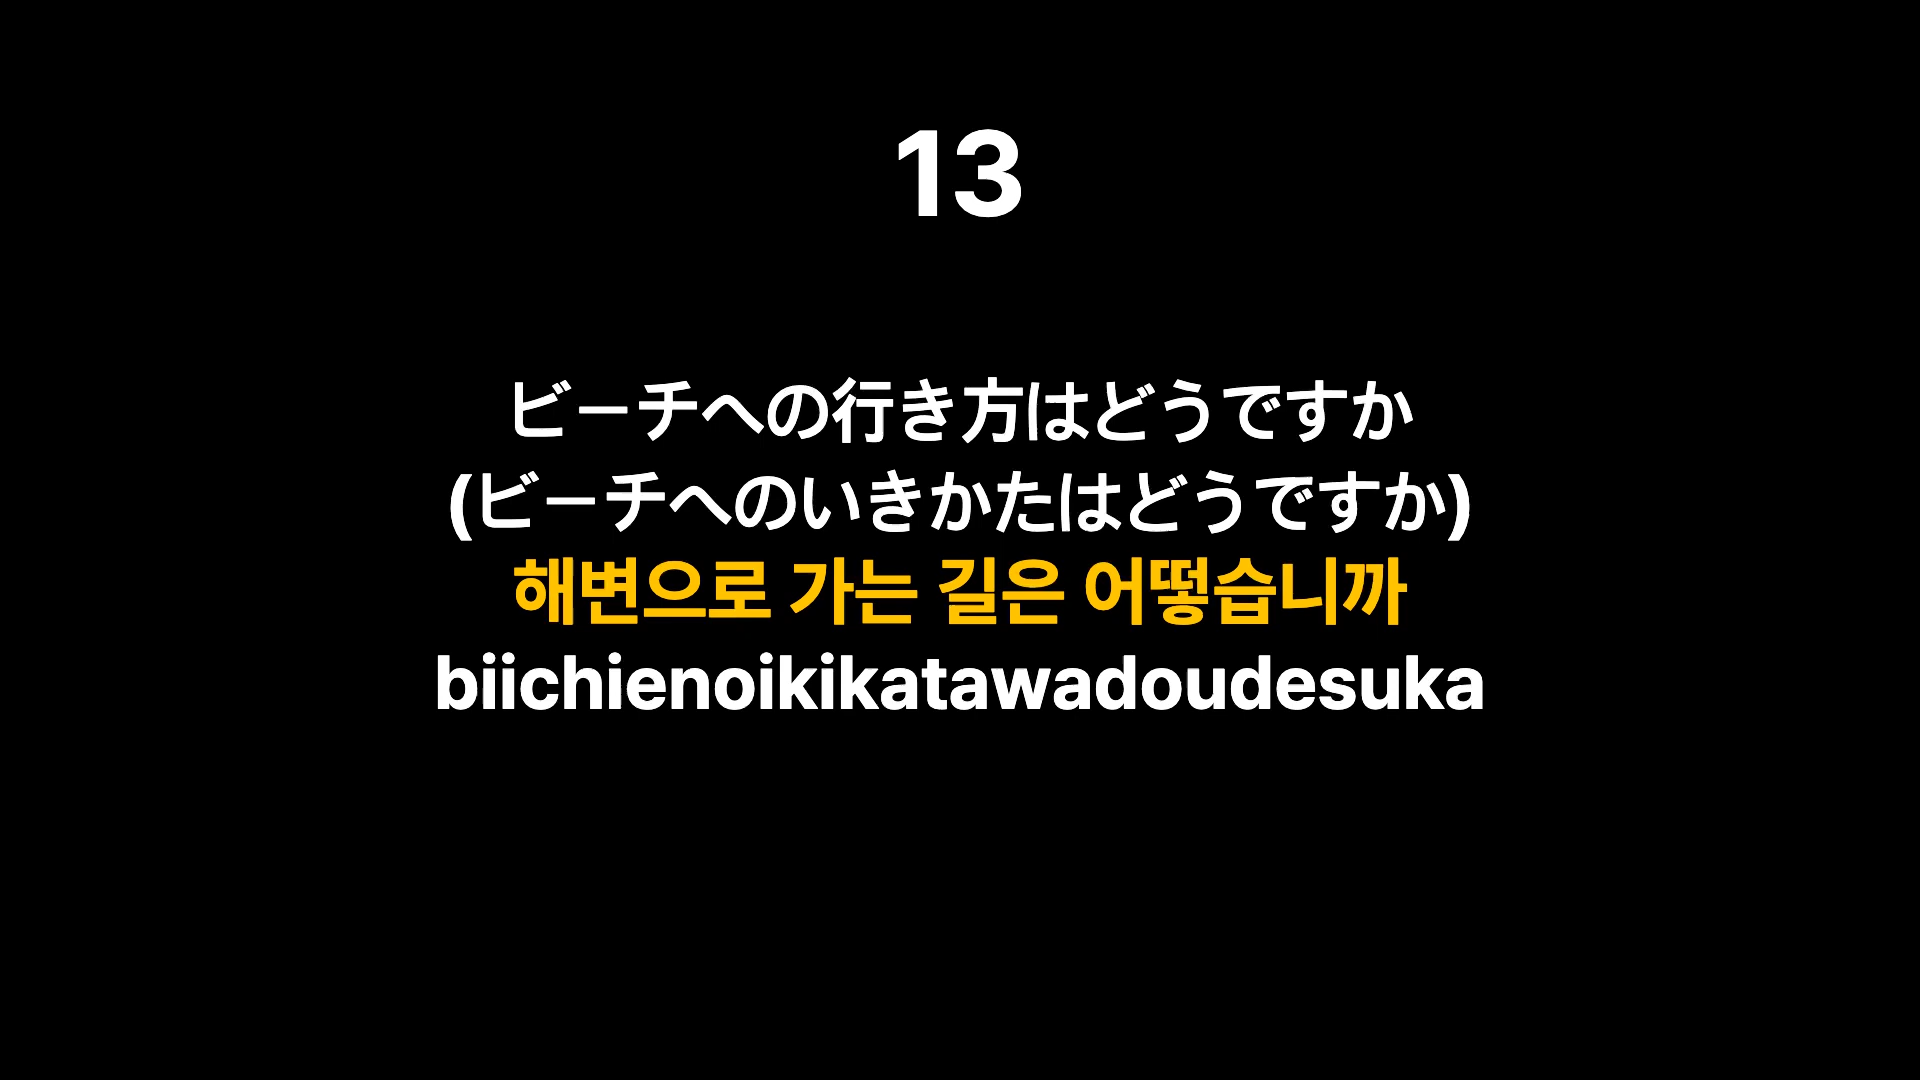 13
ビーチへの行き方はどうですか
(ビーチへのいきかたはどうですか)
해변으로 가는 길은 어떻습니까
biichienoikikatawadoudesuka